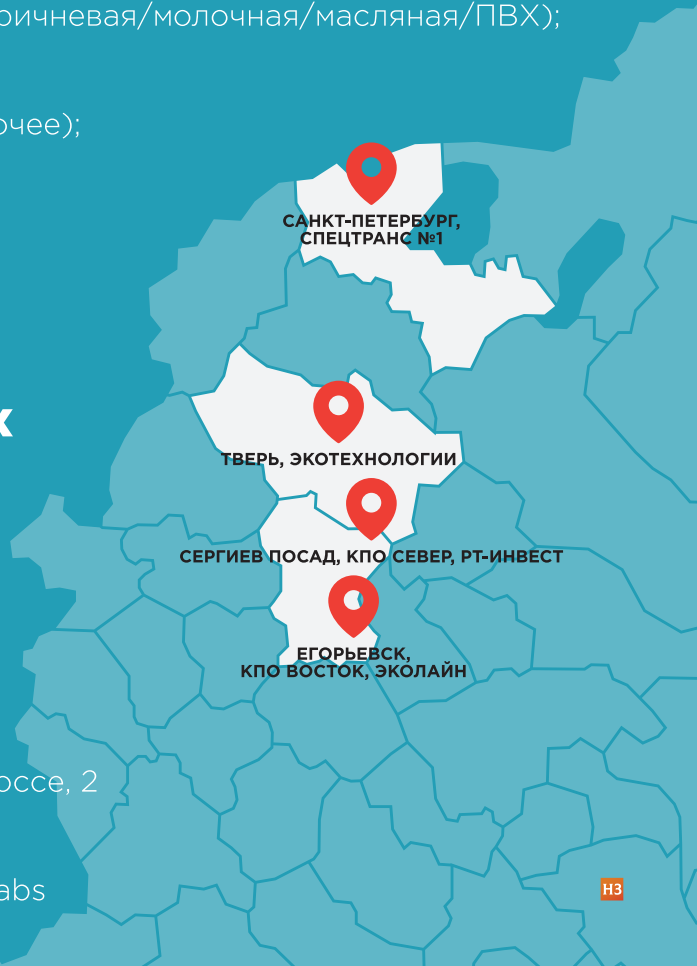 ричневая/молочная/масляная/ПВХ);
очее);
САНКТ-ПЕТЕРБУРГ,
СПЕЦТРАНС №1
х
ТВЕРЬ, ЭКОТЕХНОЛОГИИ
СЕРГИЕВ ПОСАД, КПО СЕВЕР, РТ-ИНВЕСТ
ЕГОРЬЕВСК,
КПО ВОСТОК, ЭКОЛАЙН
оссе, 2
abs
НЗ